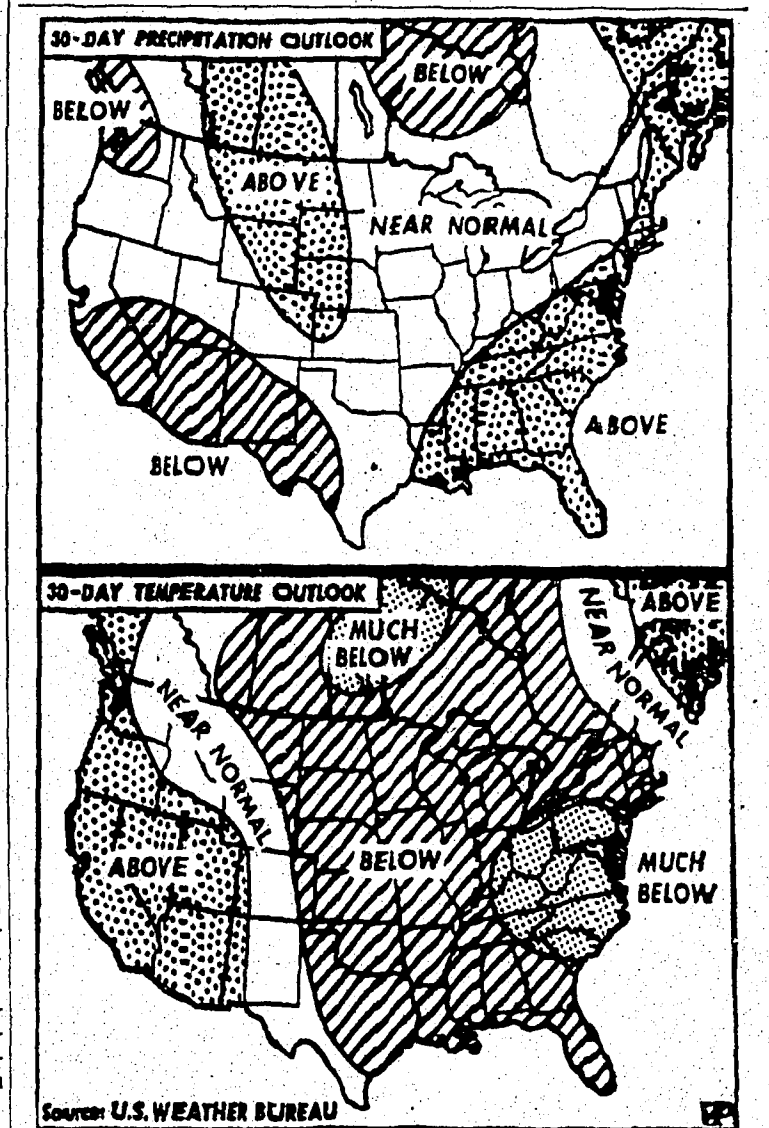 30-DAY PRECIPITATION OUTLOOK
BELOW
BELOW
ABOVE
NEAR NORMAL
ABOVE
BELOW
30-DAY TEMPERATURE OUTLOOK
MUCH
BELOW
NEAR NORMAL
ABOVE
NEAR NORMAL
ABOVE
BELOW
MUCH
BELOW
Source: U.S. WEATHER BUREAU